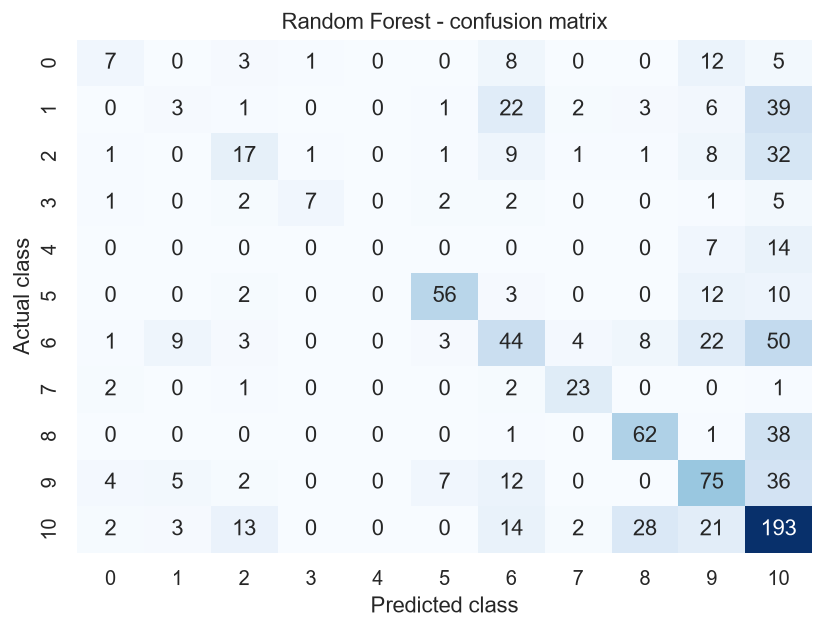 Random Forest - confusion matrix
0 7 0 3 1 0 0 8 0 0 12 5
1 0 3 1 0 0 1 22 2 3 6 39
2 1 0 17 1 0 1 9 1 1 8 32
3 1 0 2 7 0 2 2 0 0 1 5
4 0 0 0 0 0 0 0 0 0 7 14
5 0 0 2 0 0 56 3 0 0 12 10
6 1 9 3 0 0 3 44 4 8 22 50
7 2 0 1 0 0 0 2 23 0 0 1
8 0 0 0 0 0 0 1 0 62 1 38
9 4 5 2 0 0 7 12 0 0 75 36
10 2 3 13 0 0 0 14 2 28 21 193
0 1 2 3 4 5 6 7 8 9 10
Predicted class
Actual class